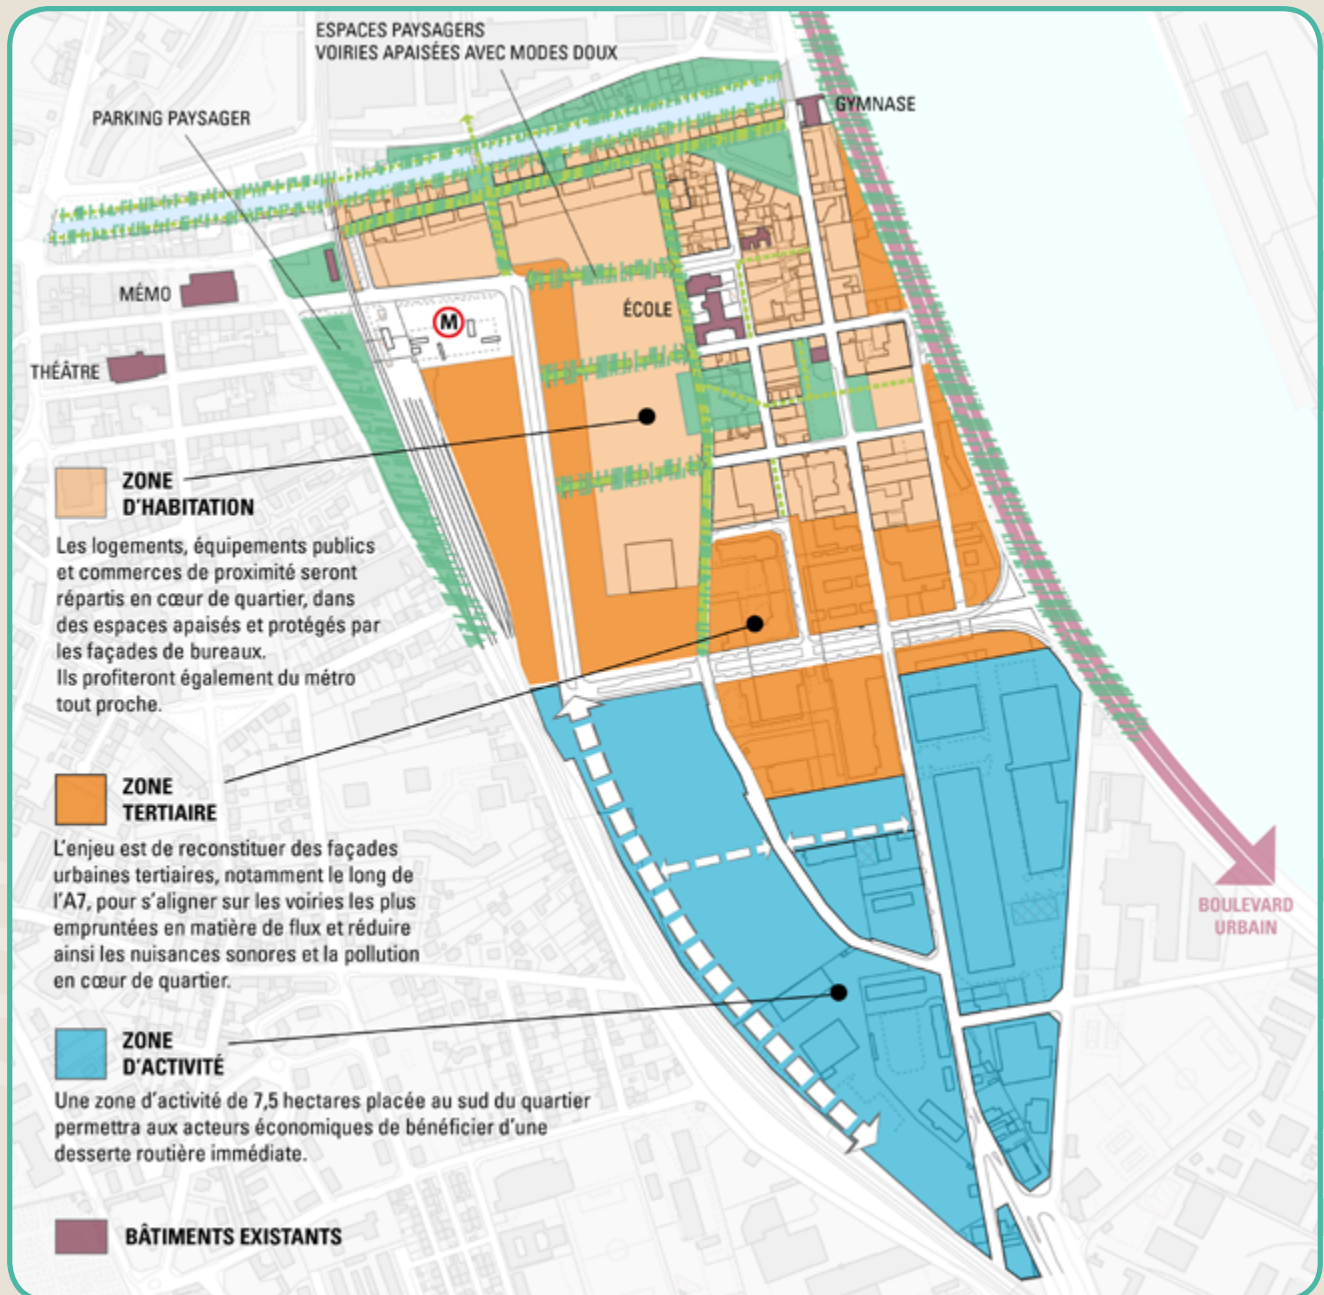 ESPACES PAYSAGERS
VOIRIES APAISÉES AVEC MODES DOUX
PARKING PAYSAGER
GYMNASE
MÉMO
M
ÉCOLE
THÉÂTRE
ZONE
D'HABITATION
Les logements, équipements publics
et commerces de proximité seront
répartis en cœur de quartier, dans
des espaces apaisés et protégés par
les façades de bureaux.
Ils profiteront également du métro
tout proche.
ZONE
TERTIAIRE
L'enjeu est de reconstituer des façades
urbaines tertiaires, notamment le long de
l'A7, pour s'aligner sur les voiries les plus
empruntées en matière de flux et réduire
ainsi les nuisances sonores et la pollution
en cœur de quartier.
BOULEVARD
URBAIN
ZONE
D'ACTIVITÉ
Une zone d'activité de 7,5 hectares placée au sud du quartier
permettra aux acteurs économiques de bénéficier d'une
desserte routière immédiate.
BÂTIMENTS EXISTANTS